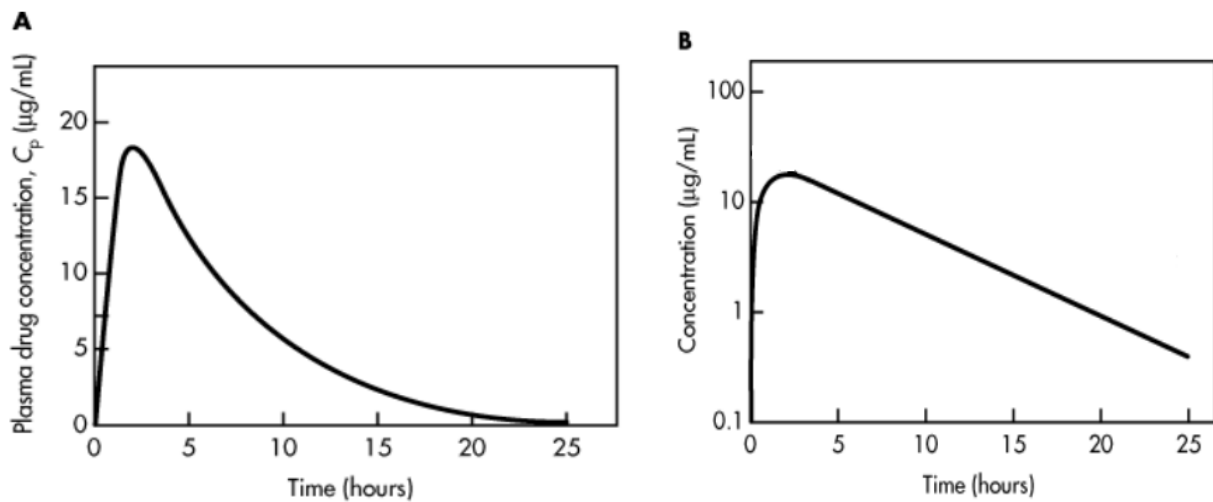 A
Plasma drug concentration, Cp (µg/mL)
20
15
10
5
0
0 5 10 15 20 25
Time (hours)
B
Concentration (µg/mL)
100
10
1
0.1
0 5 10 15 20 25
Time (hours)